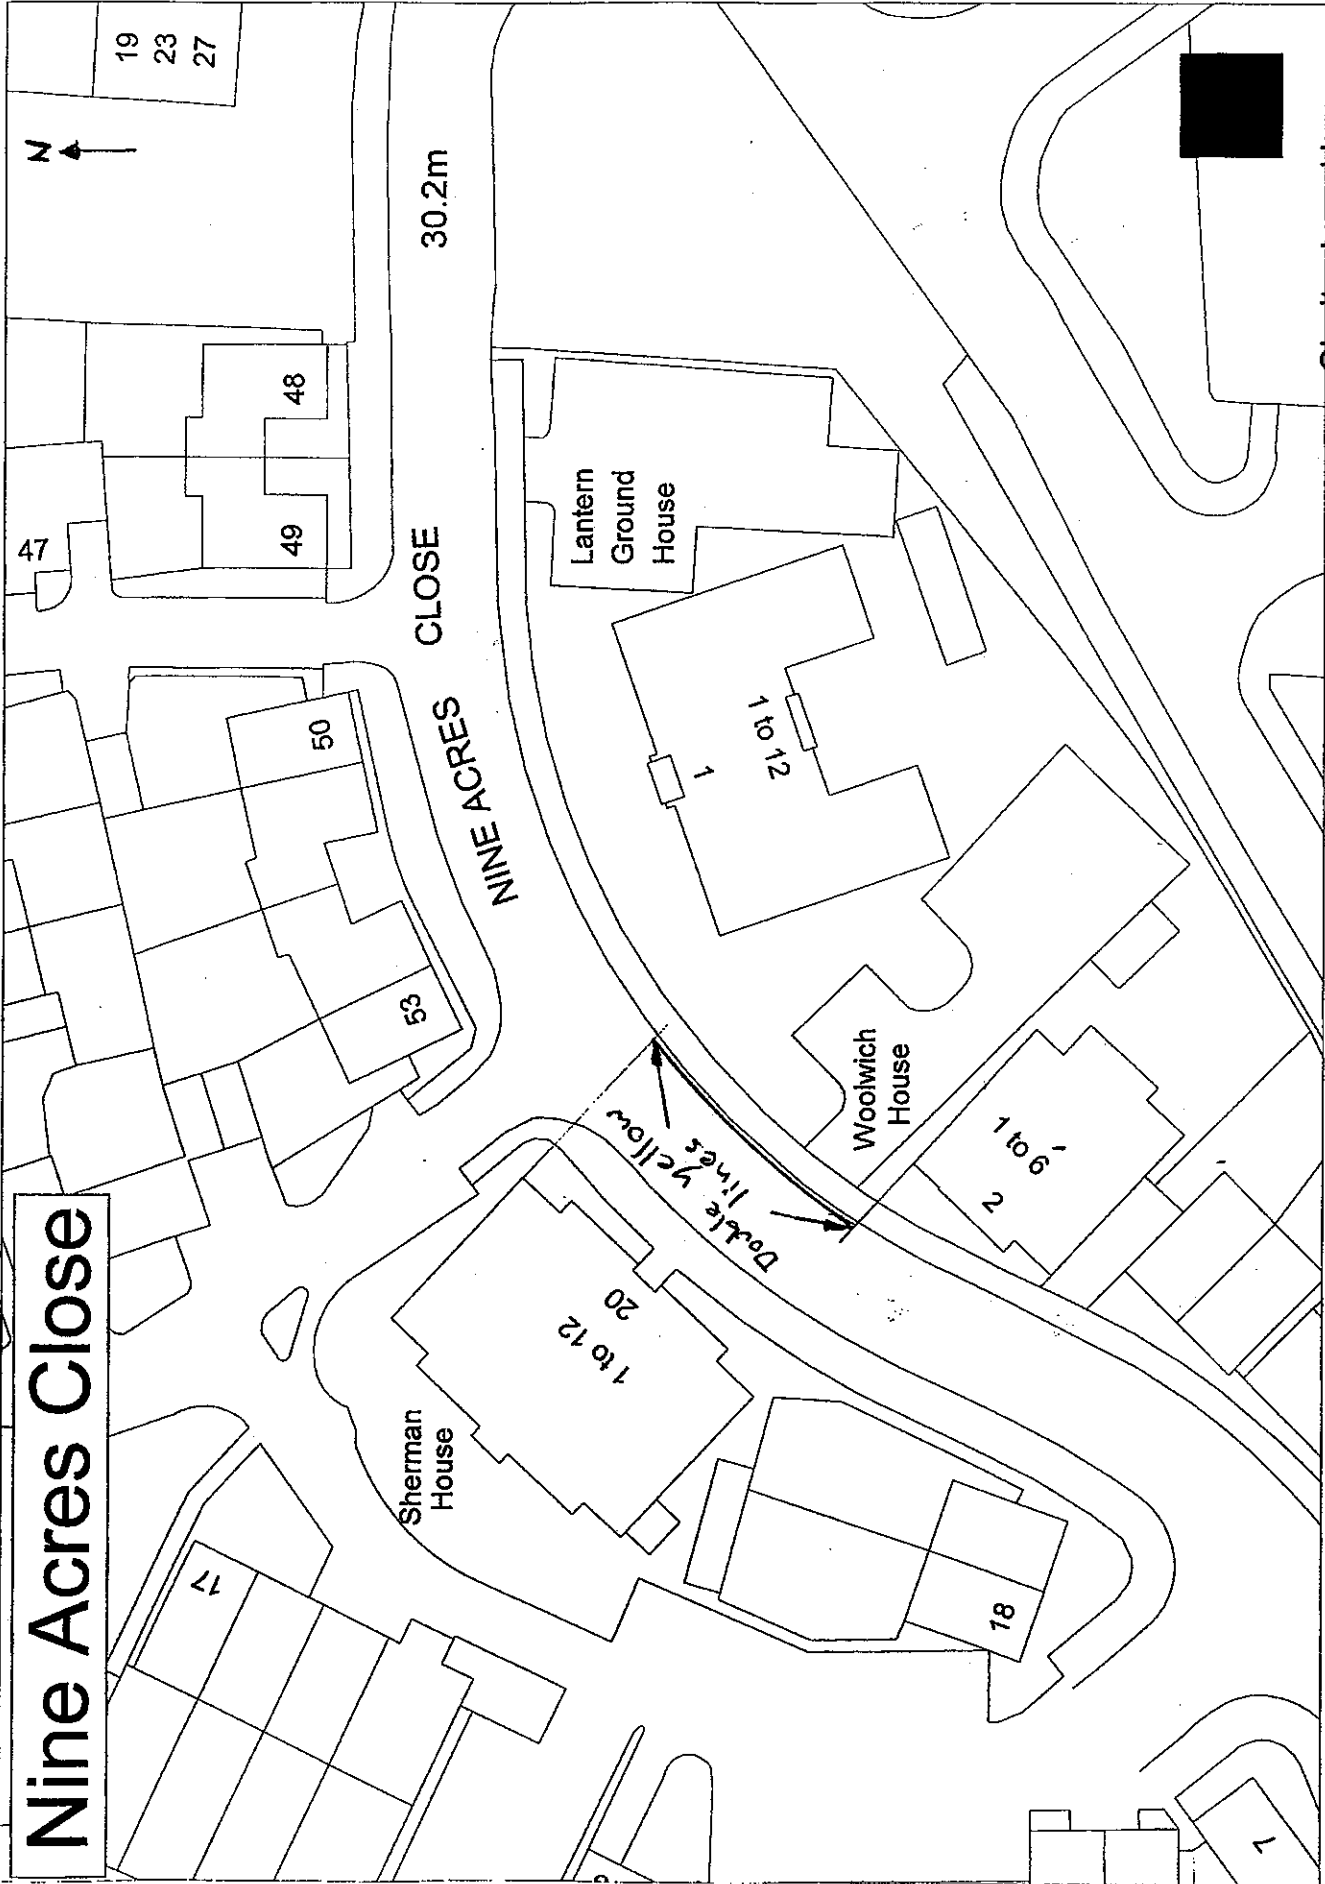 Nine Acres Close
N
19
23
27
30.2m
47
48
49
50
53
NINE ACRES CLOSE
Lantern
Ground
House
1
1 to 12
Woolwich
House
1 to 6
2
Double yellow
lines
Sherman
House
1 to 12
20
17
18
7